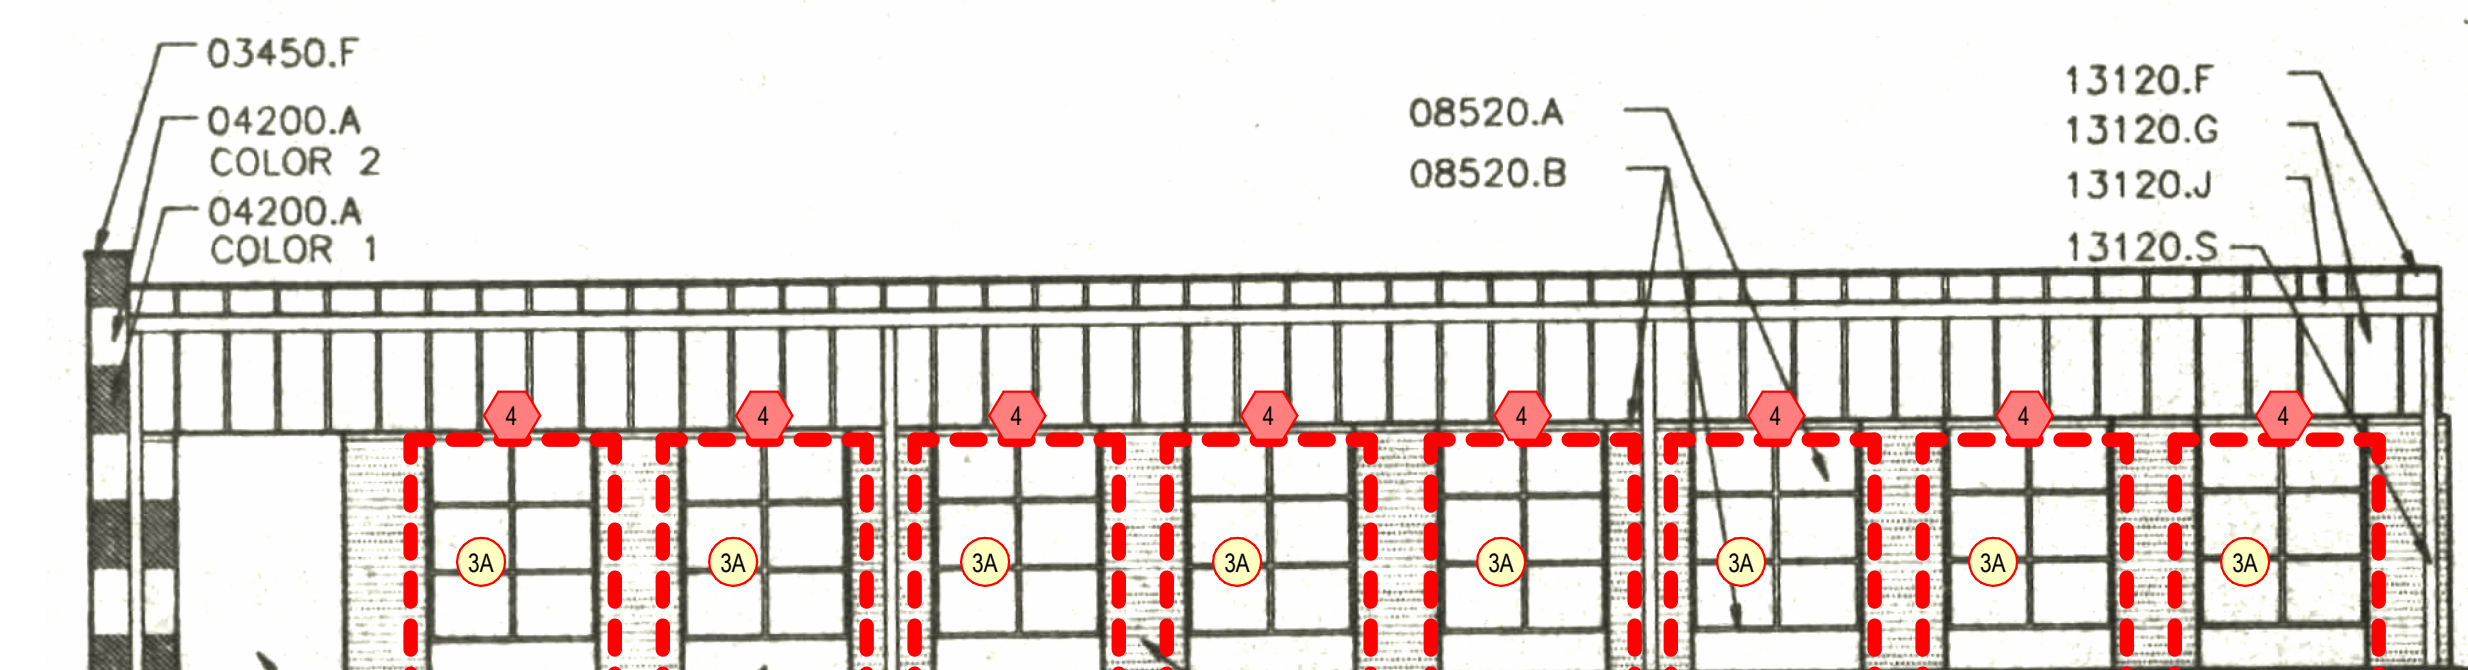 03450.F
04200.A
COLOR 2
04200.A
COLOR 1
08520.A
08520.B
13120.F
13120.G
13120.J
13120.S
4 4 4 4 4 4 4 4
3A 3A 3A 3A 3A 3A 3A 3A